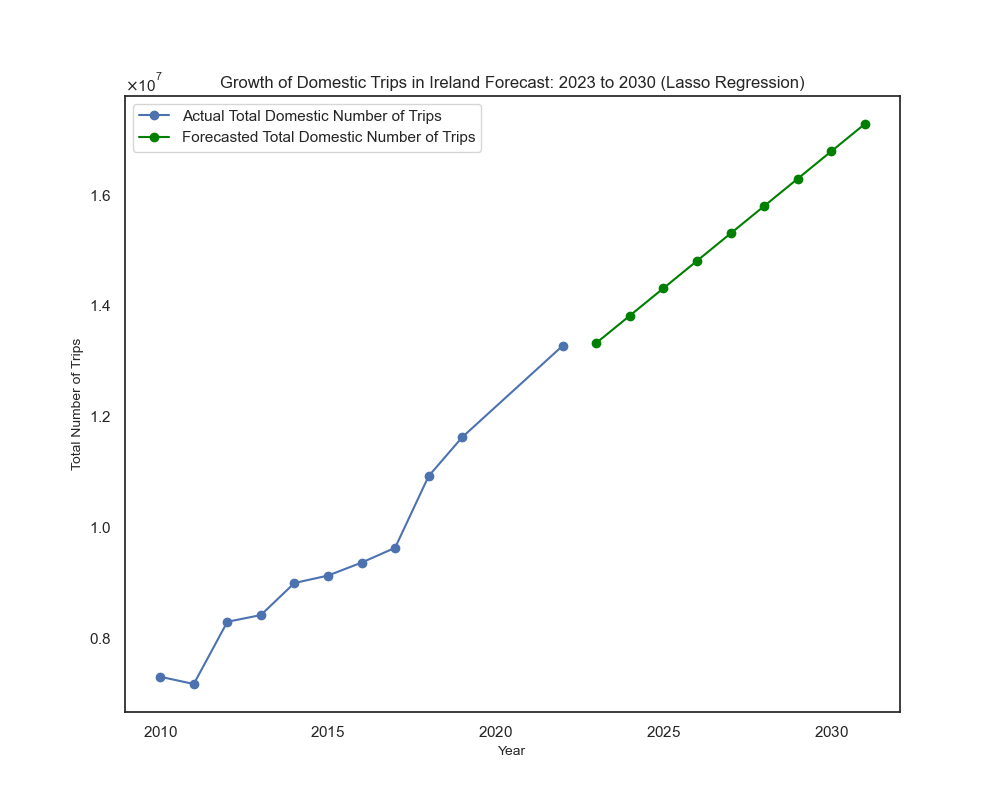 ×10⁷
Growth of Domestic Trips in Ireland Forecast: 2023 to 2030 (Lasso Regression)
Actual Total Domestic Number of Trips
Forecasted Total Domestic Number of Trips
1.6
1.4
1.2
1.0
0.8
Total Number of Trips
2010 2015 2020 2025 2030
Year